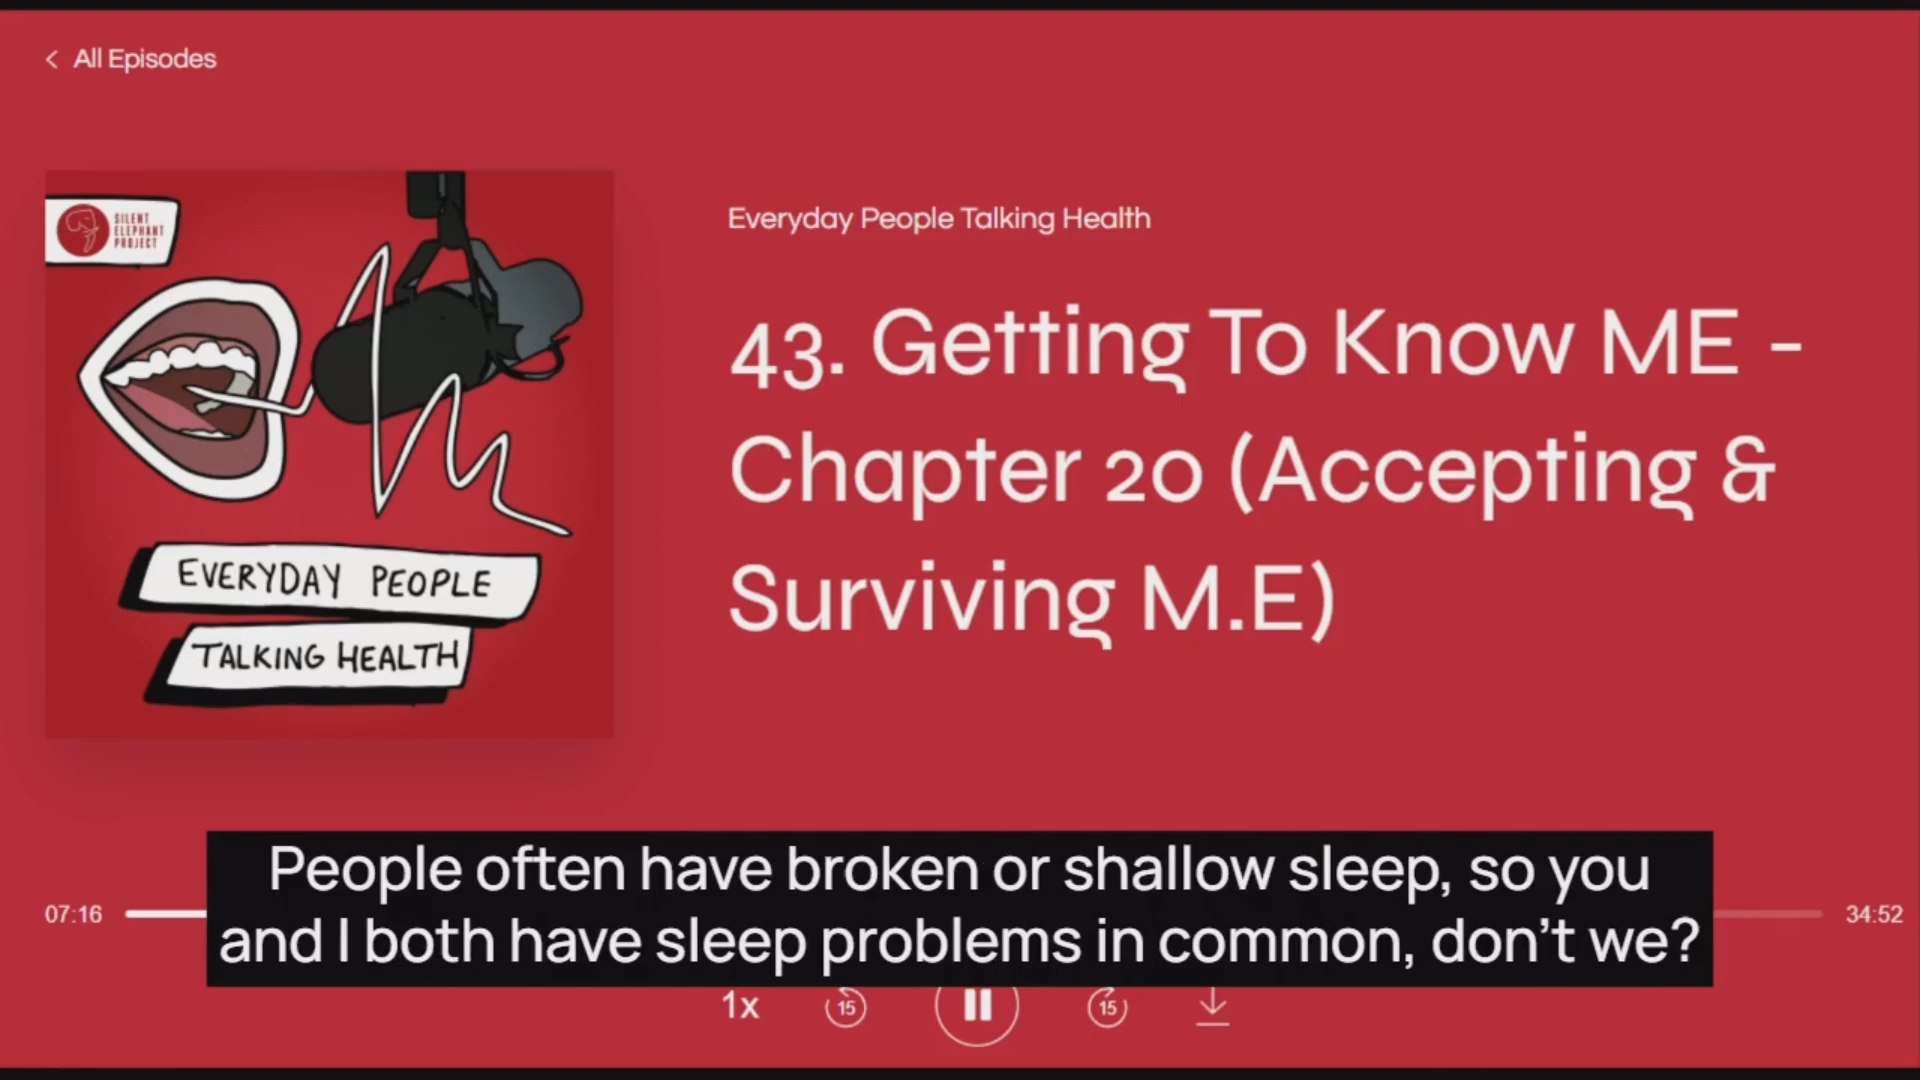 All Episodes
SILENT
ELEPHANT
PROJECT
EVERYDAY PEOPLE
TALKING HEALTH
Everyday People Talking Health
43. Getting To Know ME -
Chapter 20 (Accepting &
Surviving M.E)
People often have broken or shallow sleep, so you
and I both have sleep problems in common, don't we?
07:16
34:52
1x
15
15